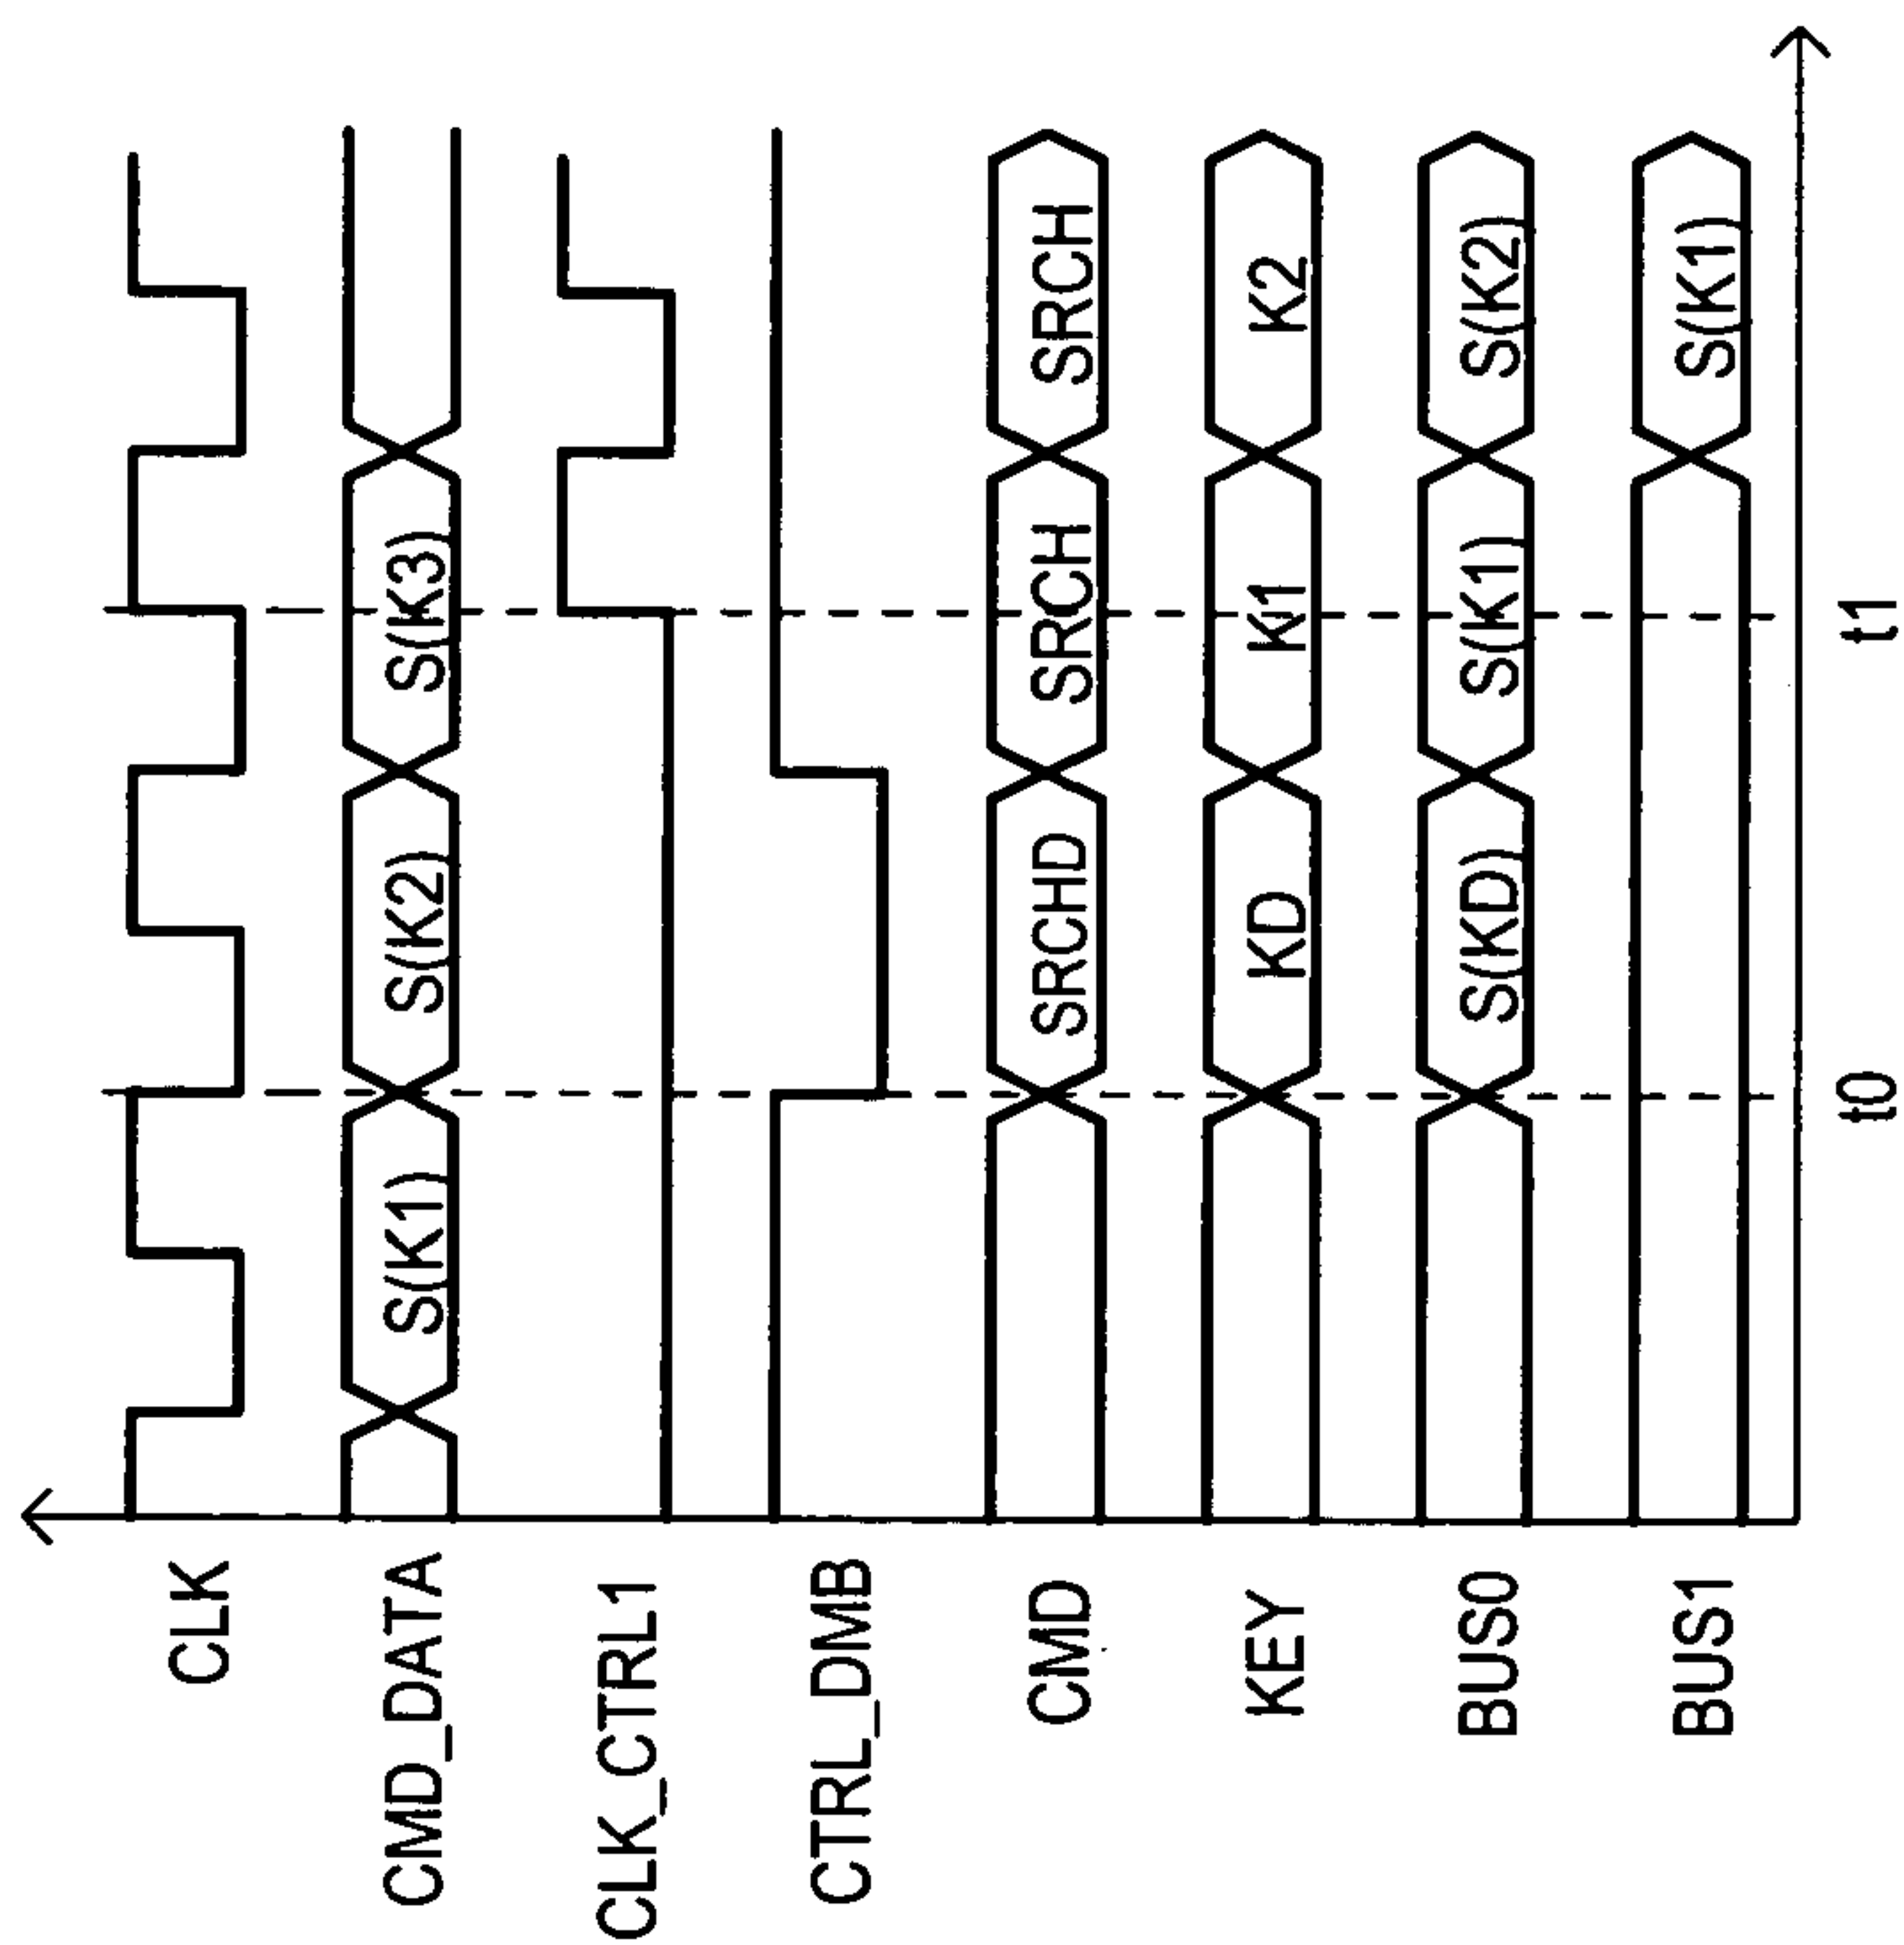 CLK
CMD_DATA S(K1) S(K2) S(K3)
CLK_CTRL1
CTRL_DMB
CMD SRCHD SRCH SRCH
KEY KD K1 K2
BUS0 S(KD) S(K1) S(K2)
BUS1 S(K1)
t0 t1